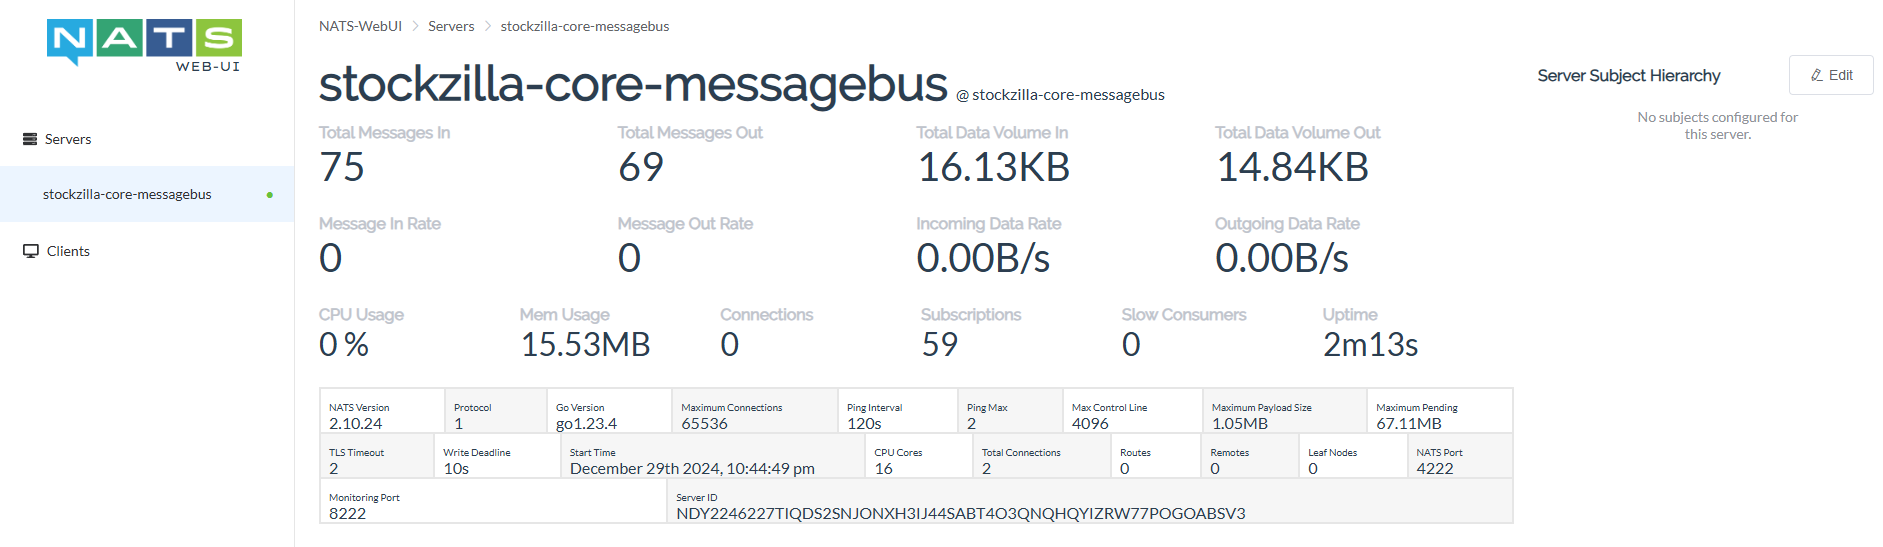 NATS
WEB-UI
Servers
stockzilla-core-messagebus
Clients
NATS-WebUI > Servers > stockzilla-core-messagebus
stockzilla-core-messagebus @ stockzilla-core-messagebus
Total Messages In Total Messages Out Total Data Volume In Total Data Volume Out
75 69 16.13KB 14.84KB
Message In Rate Message Out Rate Incoming Data Rate Outgoing Data Rate
0 0 0.00B/s 0.00B/s
CPU Usage Mem Usage Connections Subscriptions Slow Consumers Uptime
0 % 15.53MB 0 59 0 2m13s
NATS Version Protocol Go Version Maximum Connections Ping Interval Ping Max Max Control Line Maximum Payload Size Maximum Pending
2.10.24 1 go1.23.4 65536 120s 2 4096 1.05MB 67.11MB
TLS Timeout Write Deadline Start Time CPU Cores Total Connections Routes Remotes Leaf Nodes NATS Port
2 10s December 29th 2024, 10:44:49 pm 16 2 0 0 0 4222
Monitoring Port Server ID
8222 NDY2246227TIQDS2SNJONXH3IJ44SABT4O3QNQHQYIZRW77POGOABSV3
Server Subject Hierarchy Edit
No subjects configured for
this server.